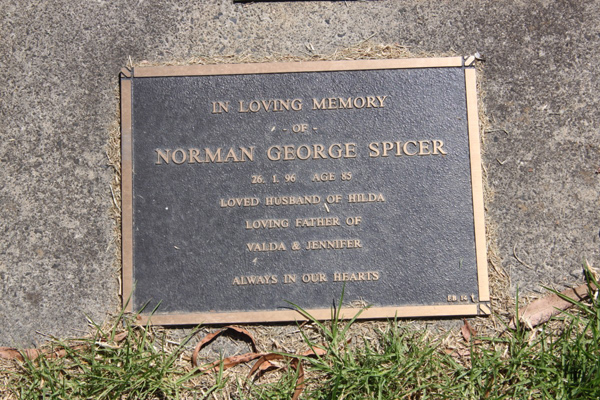 IN LOVING MEMORY
- OF -
NORMAN GEORGE SPICER
26. 1. 96 AGE 85
LOVED HUSBAND OF HILDA
LOVING FATHER OF
VALDA & JENNIFER
ALWAYS IN OUR HEARTS